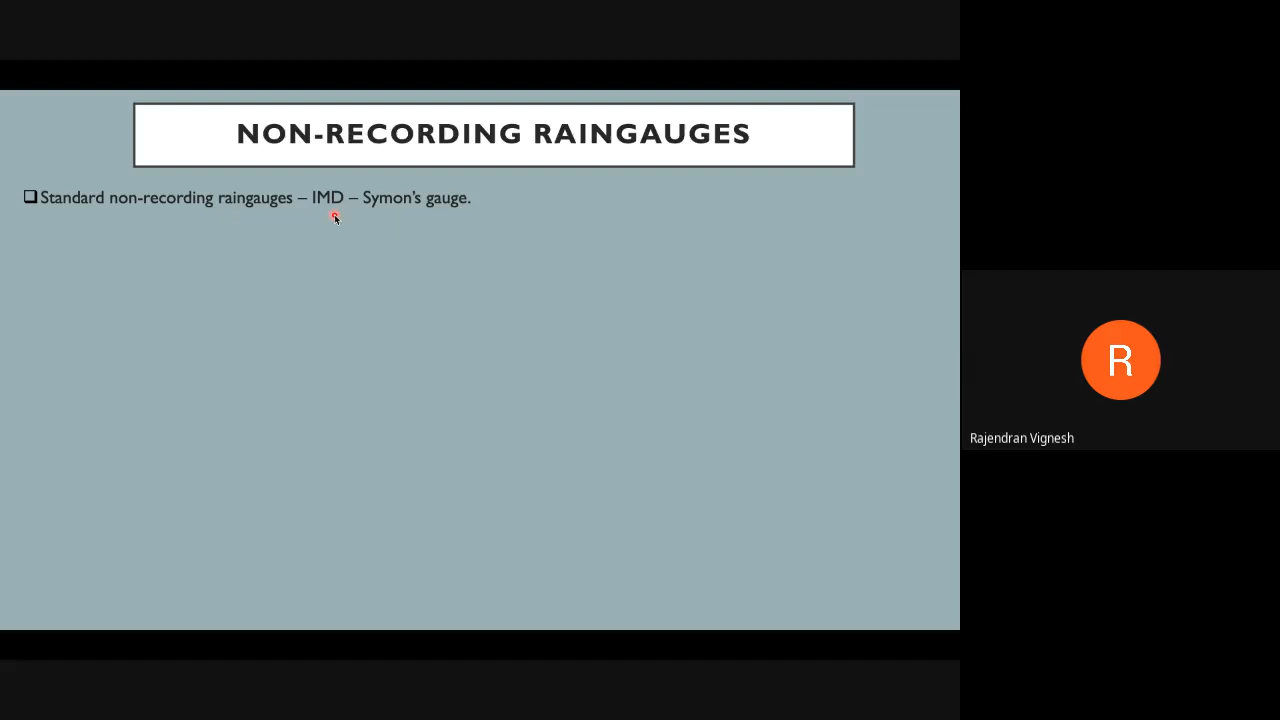 NON-RECORDING RAINGAUGES
❑Standard non-recording raingauges – IMD – Symon's gauge.
R
Rajendran Vignesh